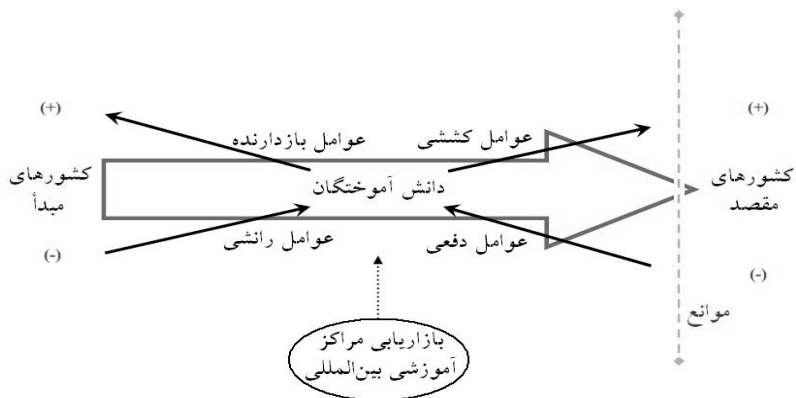 (+)
(+)
عوامل کششی
عوامل بازدارنده
کشورهای
مقصد
دانش آموختگان
کشورهای
مبدأ
عوامل دفعی
عوامل رانشی
(-)
(-)
موانع
بازاریابی مراکز
آموزشی بین‌المللی